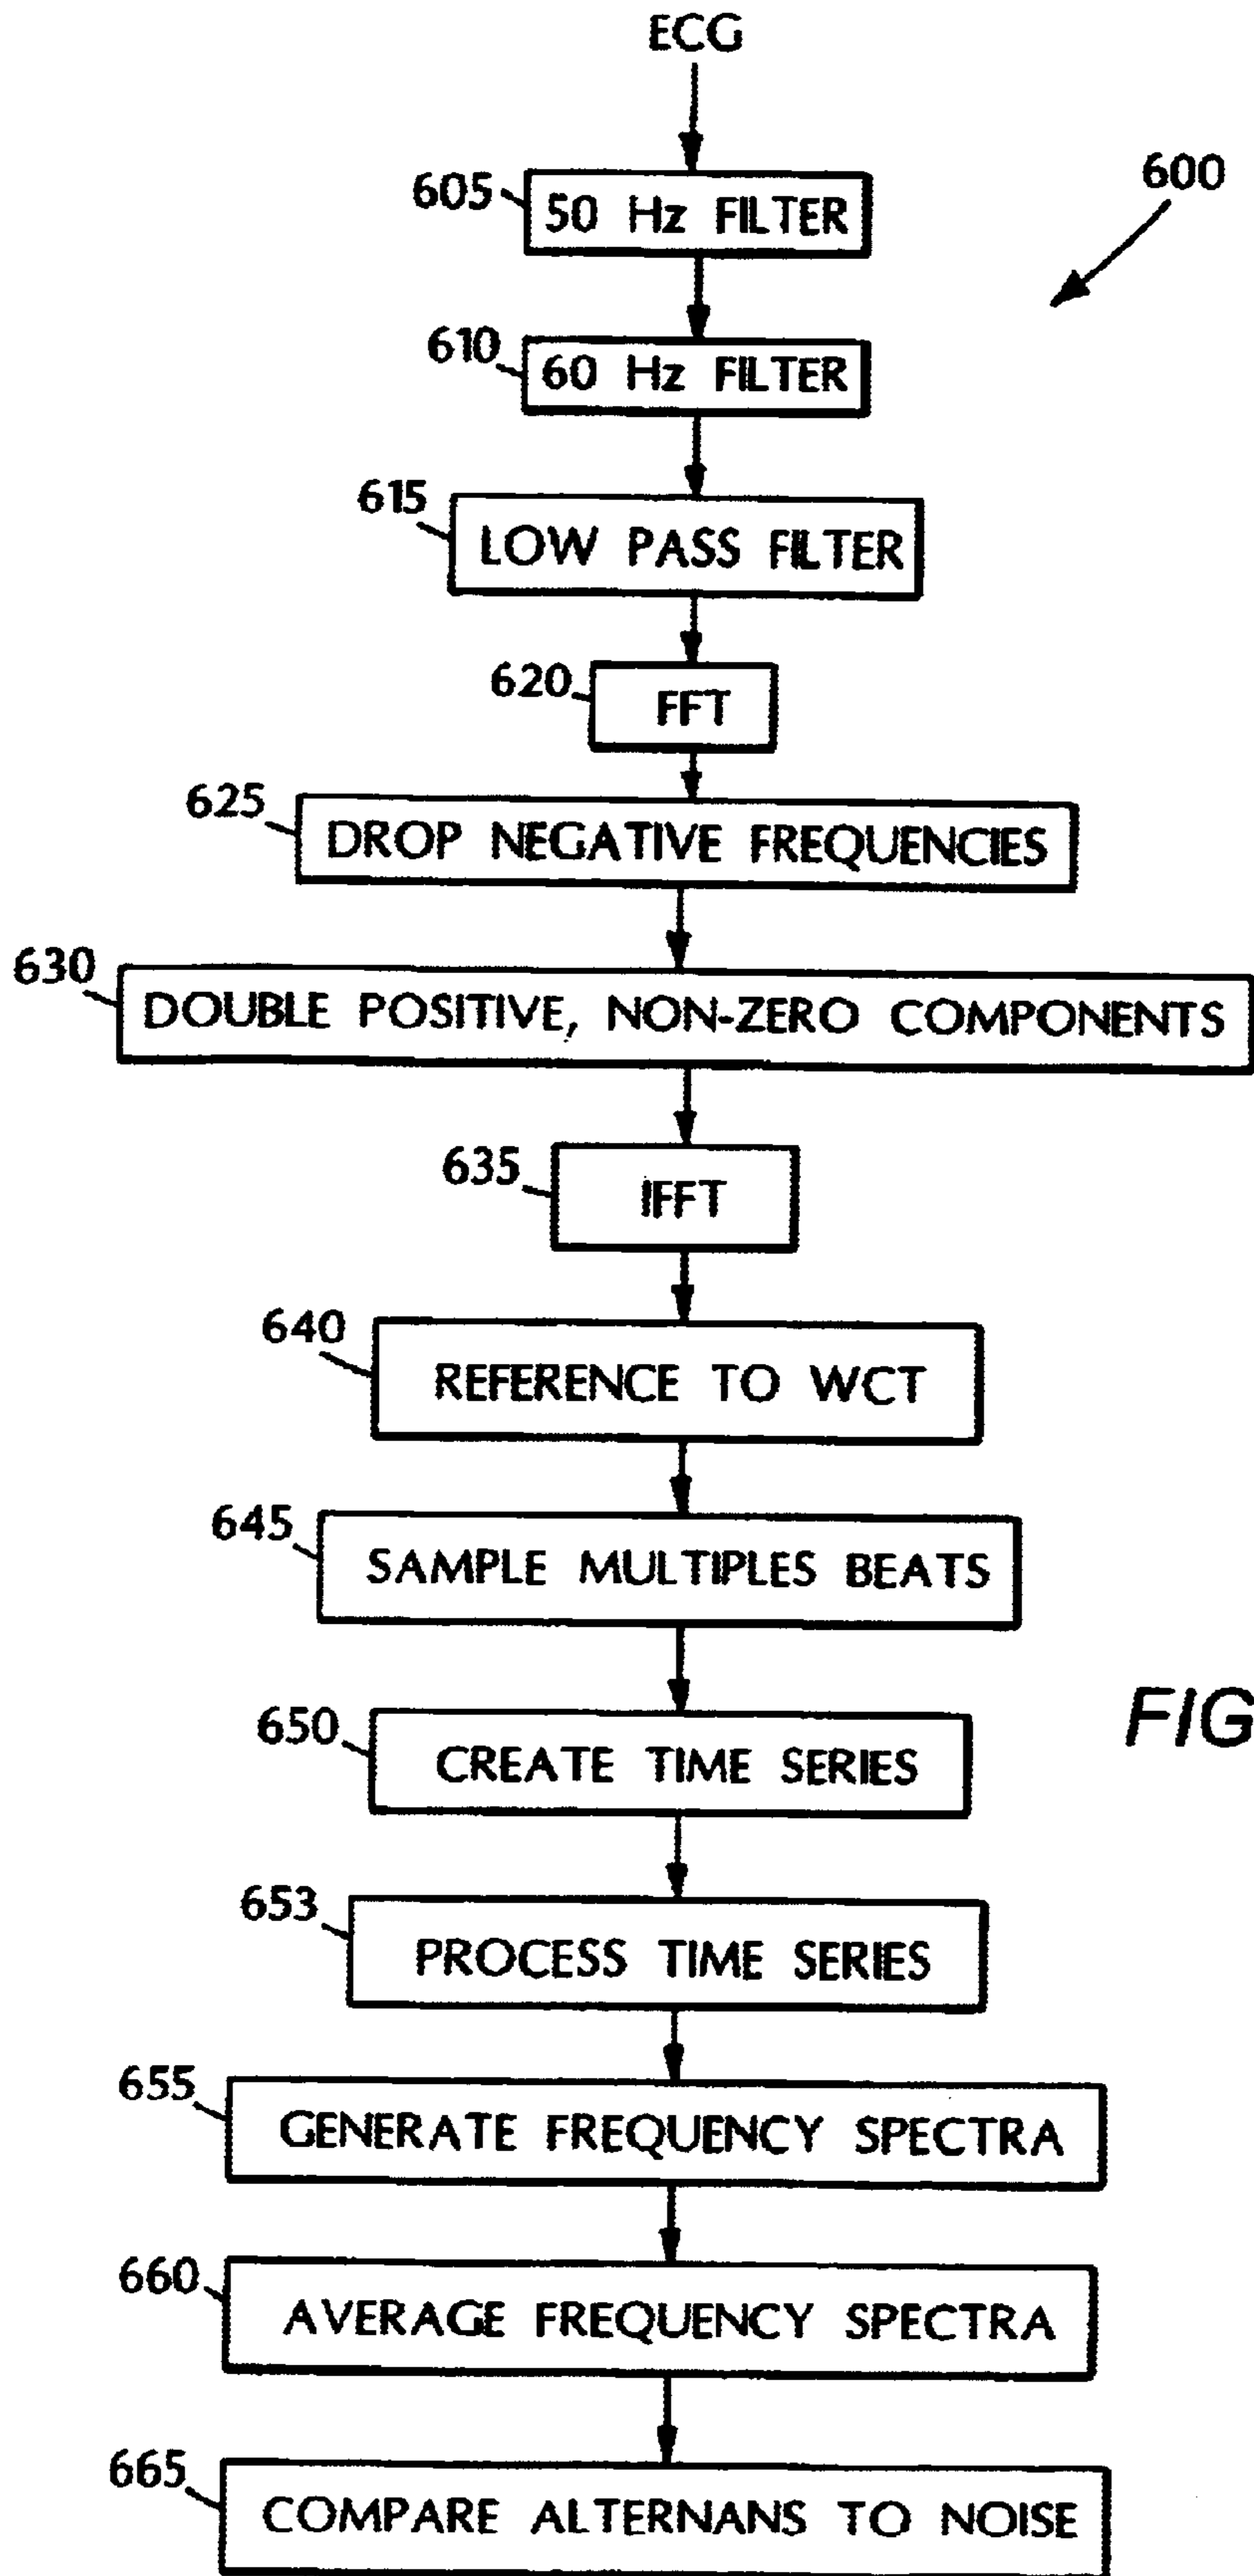 ECG
600
605 50 Hz FILTER
610 60 Hz FILTER
615 LOW PASS FILTER
620 FFT
625 DROP NEGATIVE FREQUENCIES
630 DOUBLE POSITIVE, NON-ZERO COMPONENTS
635 IFFT
640 REFERENCE TO WCT
645 SAMPLE MULTIPLES BEATS
650 CREATE TIME SERIES
FIG
653 PROCESS TIME SERIES
655 GENERATE FREQUENCY SPECTRA
660 AVERAGE FREQUENCY SPECTRA
665 COMPARE ALTERNANS TO NOISE